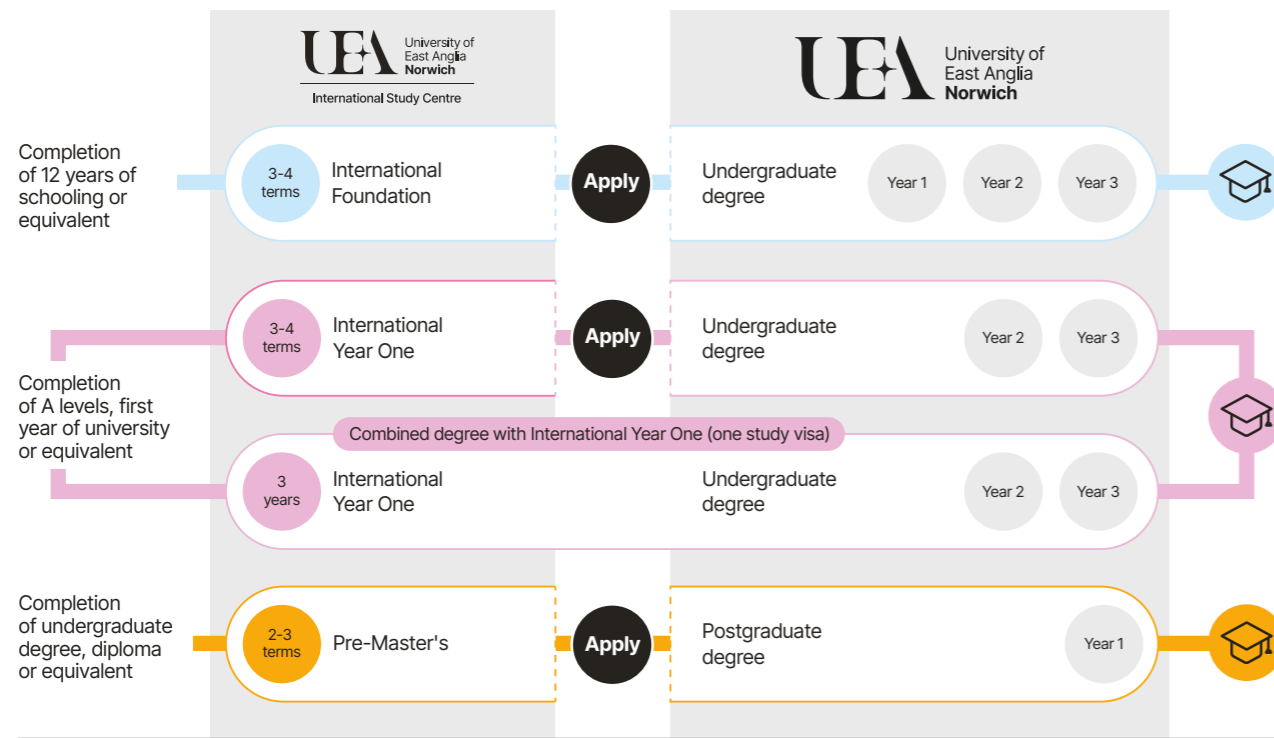 UEA
University of
East Anglia
Norwich
International Study Centre
UEA
University of
East Anglia
Norwich
Completion
of 12 years of
schooling or
equivalent
3-4
terms
International
Foundation
Apply
Undergraduate
degree
Year 1
Year 2
Year 3
Completion
of A levels, first
year of university
or equivalent
3-4
terms
International
Year One
Apply
Undergraduate
degree
Year 2
Year 3
Combined degree with International Year One (one study visa)
3
years
International
Year One
Undergraduate
degree
Year 2
Year 3
Completion
of undergraduate
degree, diploma
or equivalent
2-3
terms
Pre-Master's
Apply
Postgraduate
degree
Year 1